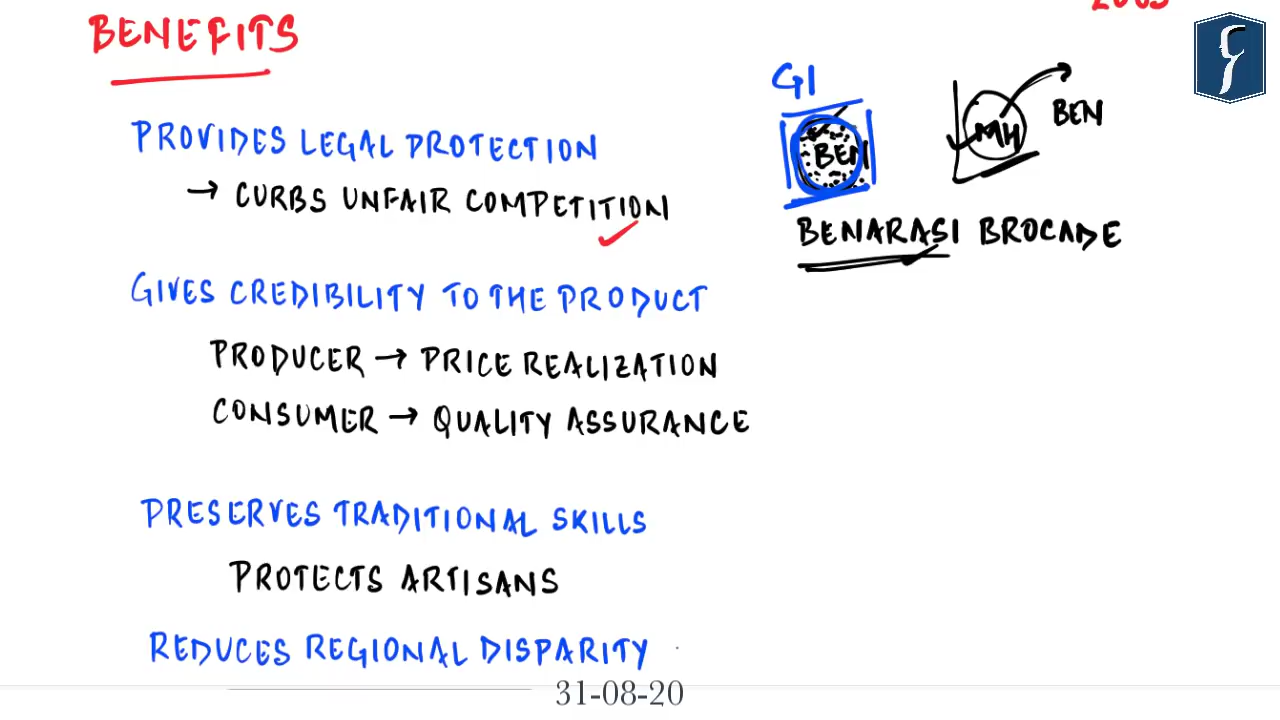 2003
BENEFITS
GI
BEN
MH
BEN
PROVIDES LEGAL PROTECTION
→ CURBS UNFAIR COMPETITION
BENARASI BROCADE
GIVES CREDIBILITY TO THE PRODUCT
PRODUCER → PRICE REALIZATION
CONSUMER → QUALITY ASSURANCE
PRESERVES TRADITIONAL SKILLS
PROTECTS ARTISANS
REDUCES REGIONAL DISPARITY
31-08-20